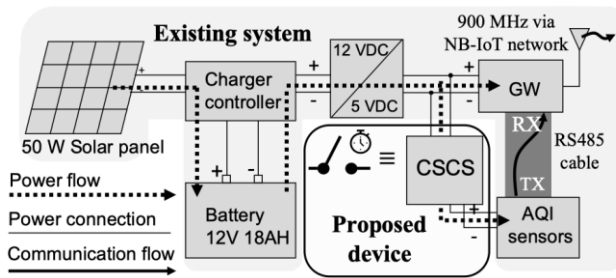 Existing system
900 MHz via
NB-IoT network
50 W Solar panel
+
-
Charger
controller
+
-
12 VDC
5 VDC
+
-
GW
RX
TX
RS485
cable
Power flow
Power connection
Communication flow
+
-
Battery
12V 18AH
≡
CSCS
Proposed
device
+
-
AQI
sensors